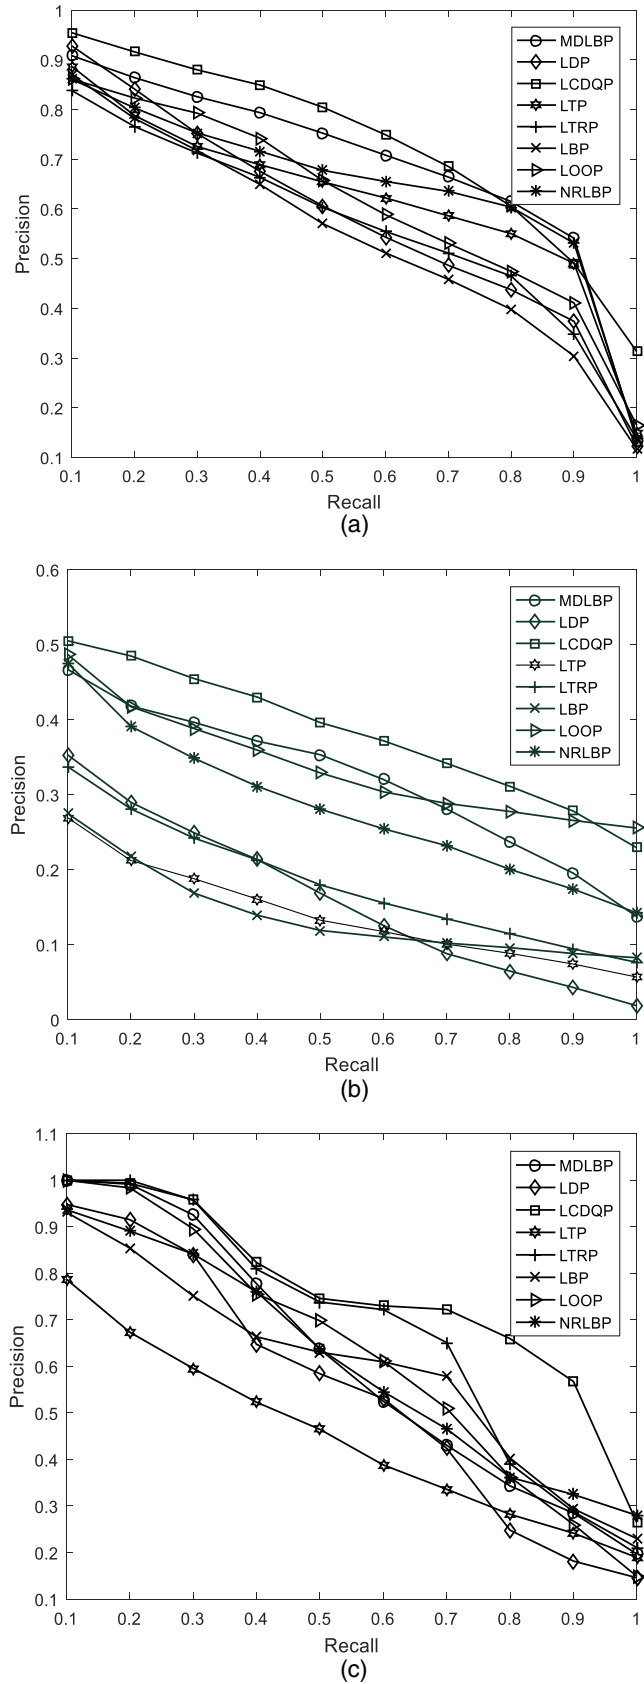 1
0.9
0.8
0.7
0.6
0.5
0.4
0.3
0.2
0.1
Precision
MDLBP
LDP
LCDQP
LTP
LTRP
LBP
LOOP
NRLBP
0.1 0.2 0.3 0.4 0.5 0.6 0.7 0.8 0.9 1
Recall
(a)
0.6
0.5
0.4
0.3
0.2
0.1
0
Precision
MDLBP
LDP
LCDQP
LTP
LTRP
LBP
LOOP
NRLBP
0.1 0.2 0.3 0.4 0.5 0.6 0.7 0.8 0.9 1
Recall
(b)
1.1
1
0.9
0.8
0.7
0.6
0.5
0.4
0.3
0.2
0.1
Precision
MDLBP
LDP
LCDQP
LTP
LTRP
LBP
LOOP
NRLBP
0.1 0.2 0.3 0.4 0.5 0.6 0.7 0.8 0.9 1
Recall
(c)